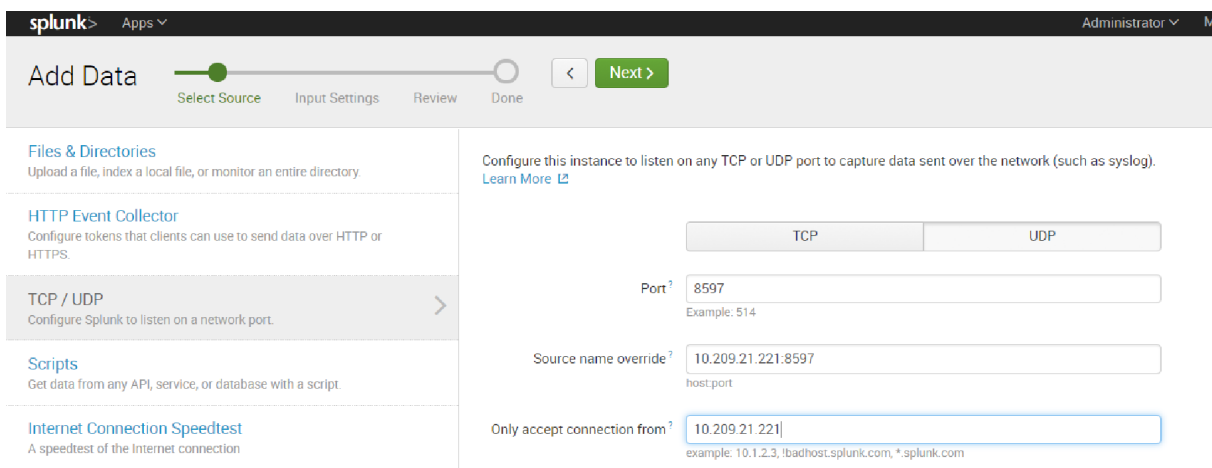 splunk> Apps Administrator
Add Data
Select Source Input Settings Review Done
< Next >
Files & Directories
Upload a file, index a local file, or monitor an entire directory.
HTTP Event Collector
Configure tokens that clients can use to send data over HTTP or
HTTPS.
TCP / UDP
Configure Splunk to listen on a network port.
Scripts
Get data from any API, service, or database with a script.
Internet Connection Speedtest
A speedtest of the Internet connection
Configure this instance to listen on any TCP or UDP port to capture data sent over the network (such as syslog).
Learn More
TCP UDP
Port ? 8597
Example: 514
Source name override ? 10.209.21.221:8597
host:port
Only accept connection from ? 10.209.21.221
example: 10.1.2.3, !badhost.splunk.com, *.splunk.com